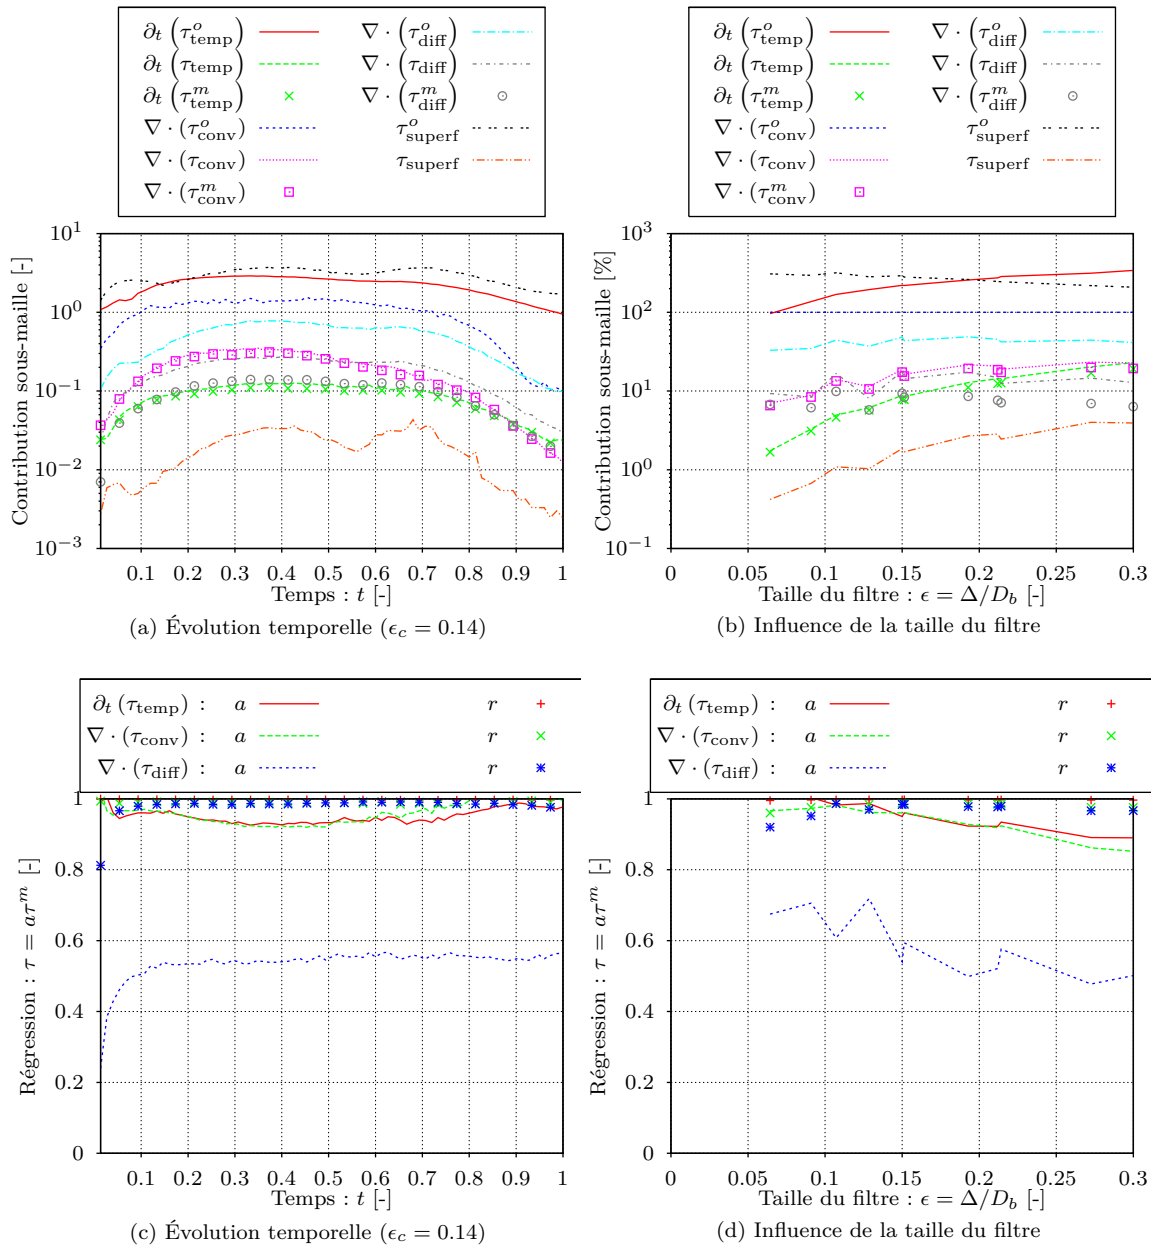 ∂t (τ^o_temp) ∇ · (τ^o_diff)
∂t (τ_temp) ∇ · (τ_diff)
∂t (τ^m_temp) ∇ · (τ^m_diff)
∇ · (τ^o_conv) τ^o_superf
∇ · (τ_conv) τ_superf
∇ · (τ^m_conv)
Contribution sous-maille [-]
10^1
10^0
10^−1
10^−2
10^−3
0.1 0.2 0.3 0.4 0.5 0.6 0.7 0.8 0.9 1
Temps : t [-]
(a) Évolution temporelle (ϵ_c = 0.14)
∂t (τ^o_temp) ∇ · (τ^o_diff)
∂t (τ_temp) ∇ · (τ_diff)
∂t (τ^m_temp) ∇ · (τ^m_diff)
∇ · (τ^o_conv) τ^o_superf
∇ · (τ_conv) τ_superf
∇ · (τ^m_conv)
Contribution sous-maille [%]
10^3
10^2
10^1
10^0
10^−1
0 0.05 0.1 0.15 0.2 0.25 0.3
Taille du filtre : ϵ = Δ/D_b [-]
(b) Influence de la taille du filtre
∂t (τ_temp) : a r
∇ · (τ_conv) : a r
∇ · (τ_diff) : a r
Régression : τ = aτ^m [-]
1
0.8
0.6
0.4
0.2
0
0.1 0.2 0.3 0.4 0.5 0.6 0.7 0.8 0.9 1
Temps : t [-]
(c) Évolution temporelle (ϵ_c = 0.14)
∂t (τ_temp) : a r
∇ · (τ_conv) : a r
∇ · (τ_diff) : a r
Régression : τ = aτ^m [-]
1
0.8
0.6
0.4
0.2
0
0 0.05 0.1 0.15 0.2 0.25 0.3
Taille du filtre : ϵ = Δ/D_b [-]
(d) Influence de la taille du filtre